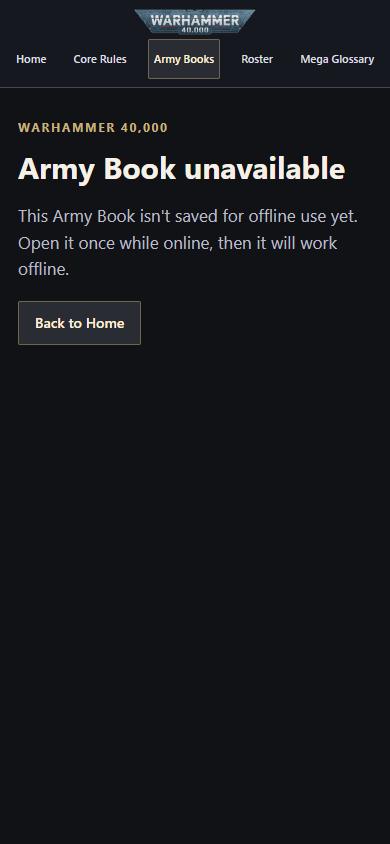 WARHAMMER
40,000
Home Core Rules Army Books Roster Mega Glossary
WARHAMMER 40,000
Army Book unavailable
This Army Book isn't saved for offline use yet.
Open it once while online, then it will work
offline.
Back to Home